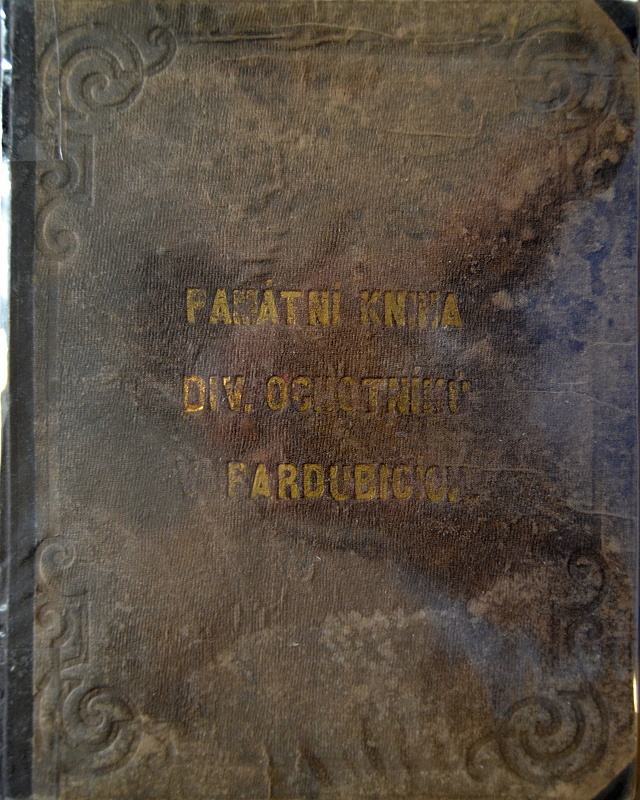 PAMÁTNÍ KNIHA
DIV. OCHOTNÍKŮ
V PARDUBICÍCH